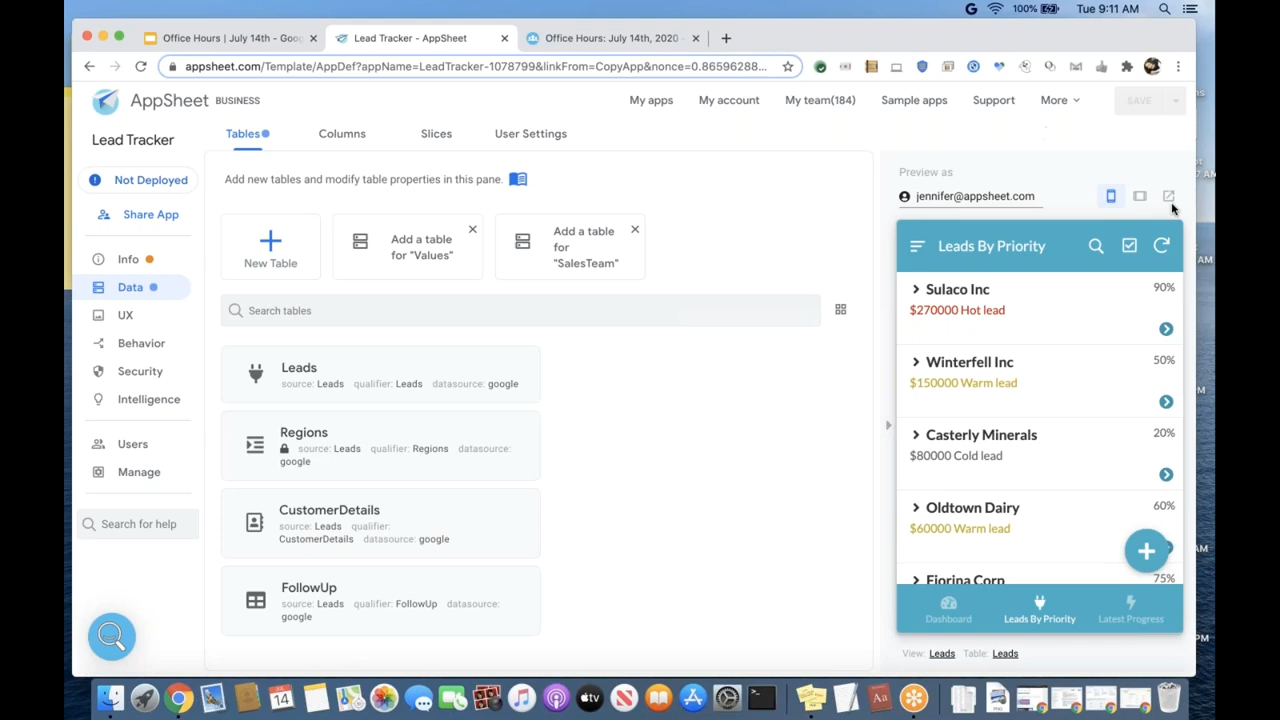 100%
Tue 9:11 AM
Office Hours | July 14th - Goog
Lead Tracker - AppSheet
Office Hours: July 14th, 2020 -
appsheet.com/Template/AppDef?appName=LeadTracker-1073799&linkFrom=CopyApp&nonce=0.86596288...
AppSheet BUSINESS
My apps
My account
My team(184)
Sample apps
Support
More
SAVE
Lead Tracker
Tables
Columns
Slices
User Settings
Not Deployed
Share App
Info
Data
UX
Behavior
Security
Intelligence
Users
Manage
Search for help
Add new tables and modify table properties in this pane.
New Table
Add a table
for "Values"
Add a table
for
"SalesTeam"
Search tables
Leads
source: Leads qualifier: Leads datasource: google
Regions
source: Leads qualifier: Regions datasource:
google
CustomerDetails
source: Leads qualifier:
CustomerDetails datasource: google
FollowUp
source: Leads qualifier: FollowUp datasource:
google
Preview as
jennifer@appsheet.com
Leads By Priority
Sulaco Inc
90%
$270000 Hot lead
Winterfell Inc
50%
$150000 Warm lead
Casterly Minerals
20%
$80000 Cold lead
Oldtown Dairy
60%
$60000 Warm lead
Fiorina Corp
75%
Dashboard
Leads By Priority
Latest Progress
View: Leads Table: Leads
AM
AM